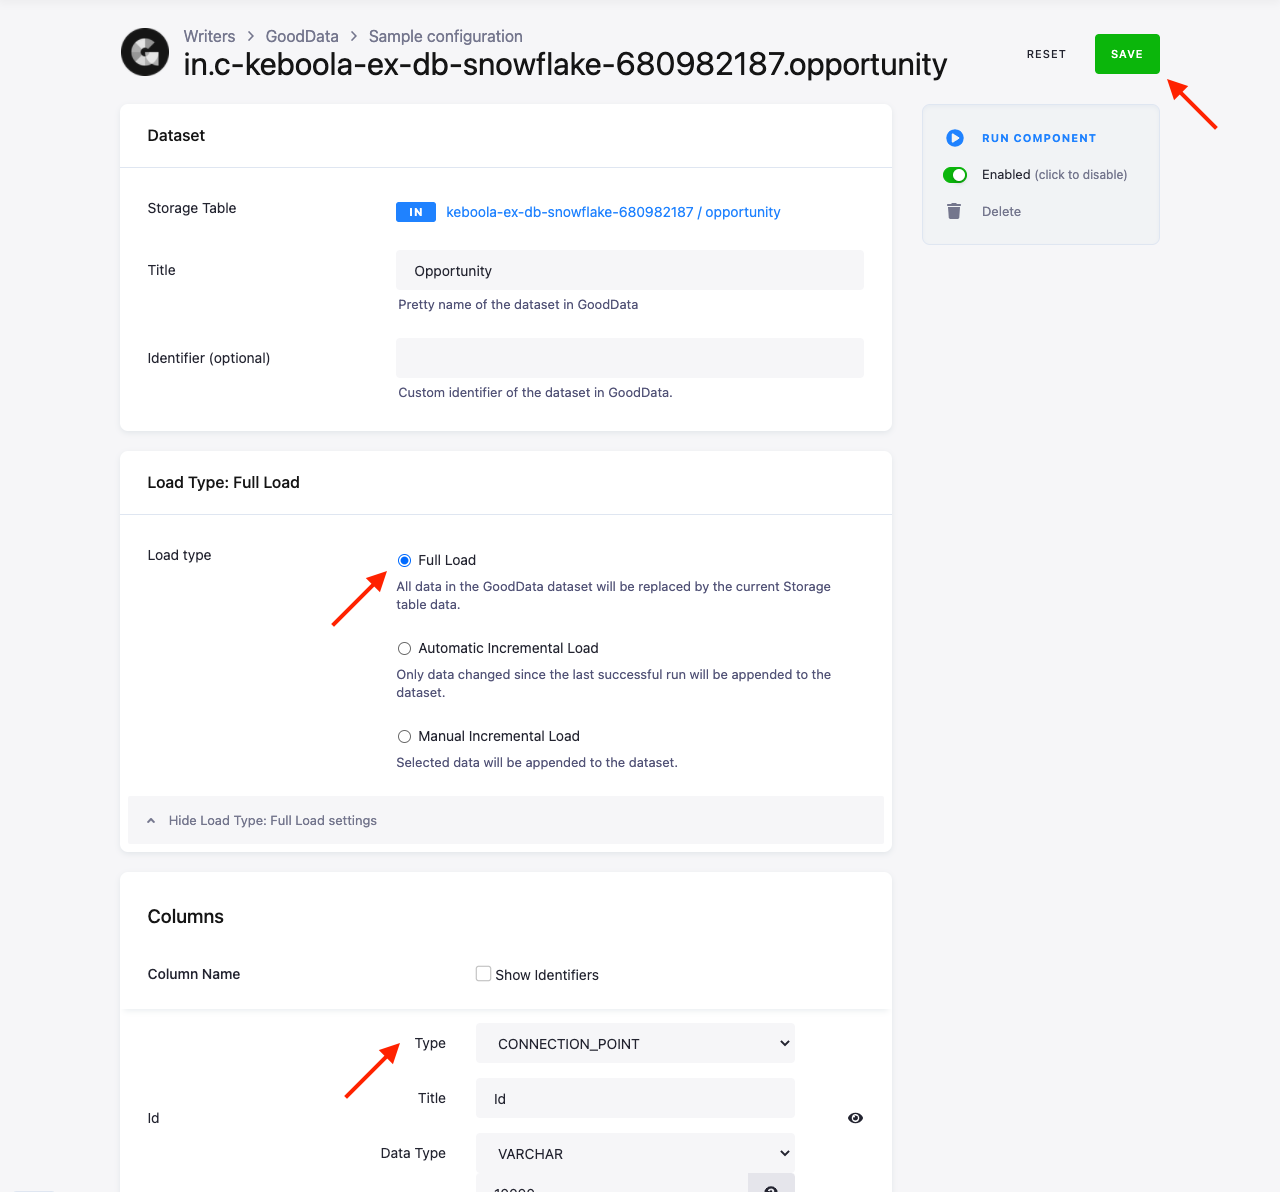 Writers > GoodData > Sample configuration
in.c-keboola-ex-db-snowflake-680982187.opportunity
RESET
SAVE
Dataset
Storage Table
IN
keboola-ex-db-snowflake-680982187 / opportunity
Title
Opportunity
Pretty name of the dataset in GoodData
Identifier (optional)
Custom identifier of the dataset in GoodData.
RUN COMPONENT
Enabled (click to disable)
Delete
Load Type: Full Load
Load type
Full Load
All data in the GoodData dataset will be replaced by the current Storage
table data.
Automatic Incremental Load
Only data changed since the last successful run will be appended to the
dataset.
Manual Incremental Load
Selected data will be appended to the dataset.
Hide Load Type: Full Load settings
Columns
Column Name
Show Identifiers
Type
CONNECTION_POINT
Title
Id
Id
Data Type
VARCHAR